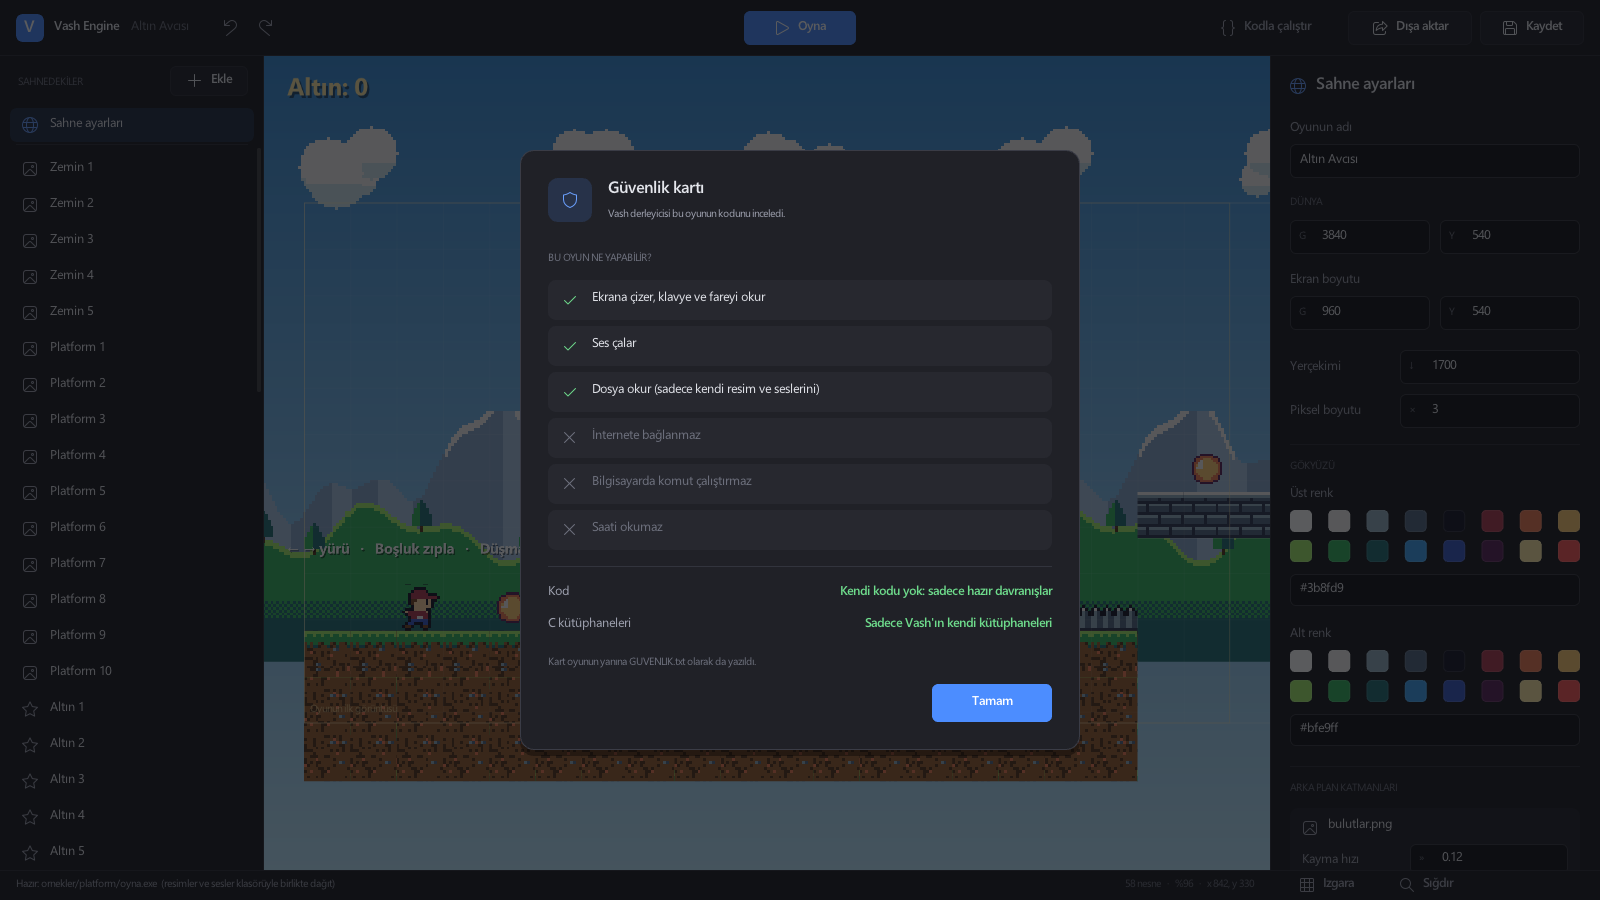 V Vash Engine Altın Avcısı
Oyna
Kodla çalıştır
Dışa aktar
Kaydet
SAHNEDEKİLER
Ekle
Sahne ayarları
Zemin 1
Zemin 2
Zemin 3
Zemin 4
Zemin 5
Platform 1
Platform 2
Platform 3
Platform 4
Platform 5
Platform 6
Platform 7
Platform 8
Platform 9
Platform 10
Altın 1
Altın 2
Altın 3
Altın 4
Altın 5
Altın: 0
yürü · Boşluk zıpla · Düşma
Güvenlik kartı
Vash derleyicisi bu oyunun kodunu inceledi.
BU OYUN NE YAPABİLİR?
Ekrana çizer, klavye ve fareyi okur
Ses çalar
Dosya okur (sadece kendi resim ve seslerini)
İnternete bağlanmaz
Bilgisayarda komut çalıştırmaz
Saati okumaz
Kod Kendi kodu yok: sadece hazır davranışlar
C kütüphaneleri Sadece Vash'ın kendi kütüphaneleri
Kart oyunun yanına GUVENLIK.txt olarak da yazıldı.
Tamam
Sahne ayarları
Oyunun adı
Altın Avcısı
DÜNYA
G 3840 Y 540
Ekran boyutu
G 960 Y 540
Yerçekimi 1700
Piksel boyutu × 3
GÖKYÜZÜ
Üst renk
#3b8fd9
Alt renk
#bfe9ff
ARKA PLAN KATMANLARI
bulutlar.png
Kayma hızı × 0.12
Hazır: ornekler/platform/oyna.exe (resimler ve sesler klasörüyle birlikte dağıt)
58 nesne · %96 · x 842, y 330
Izgara
Sığdır